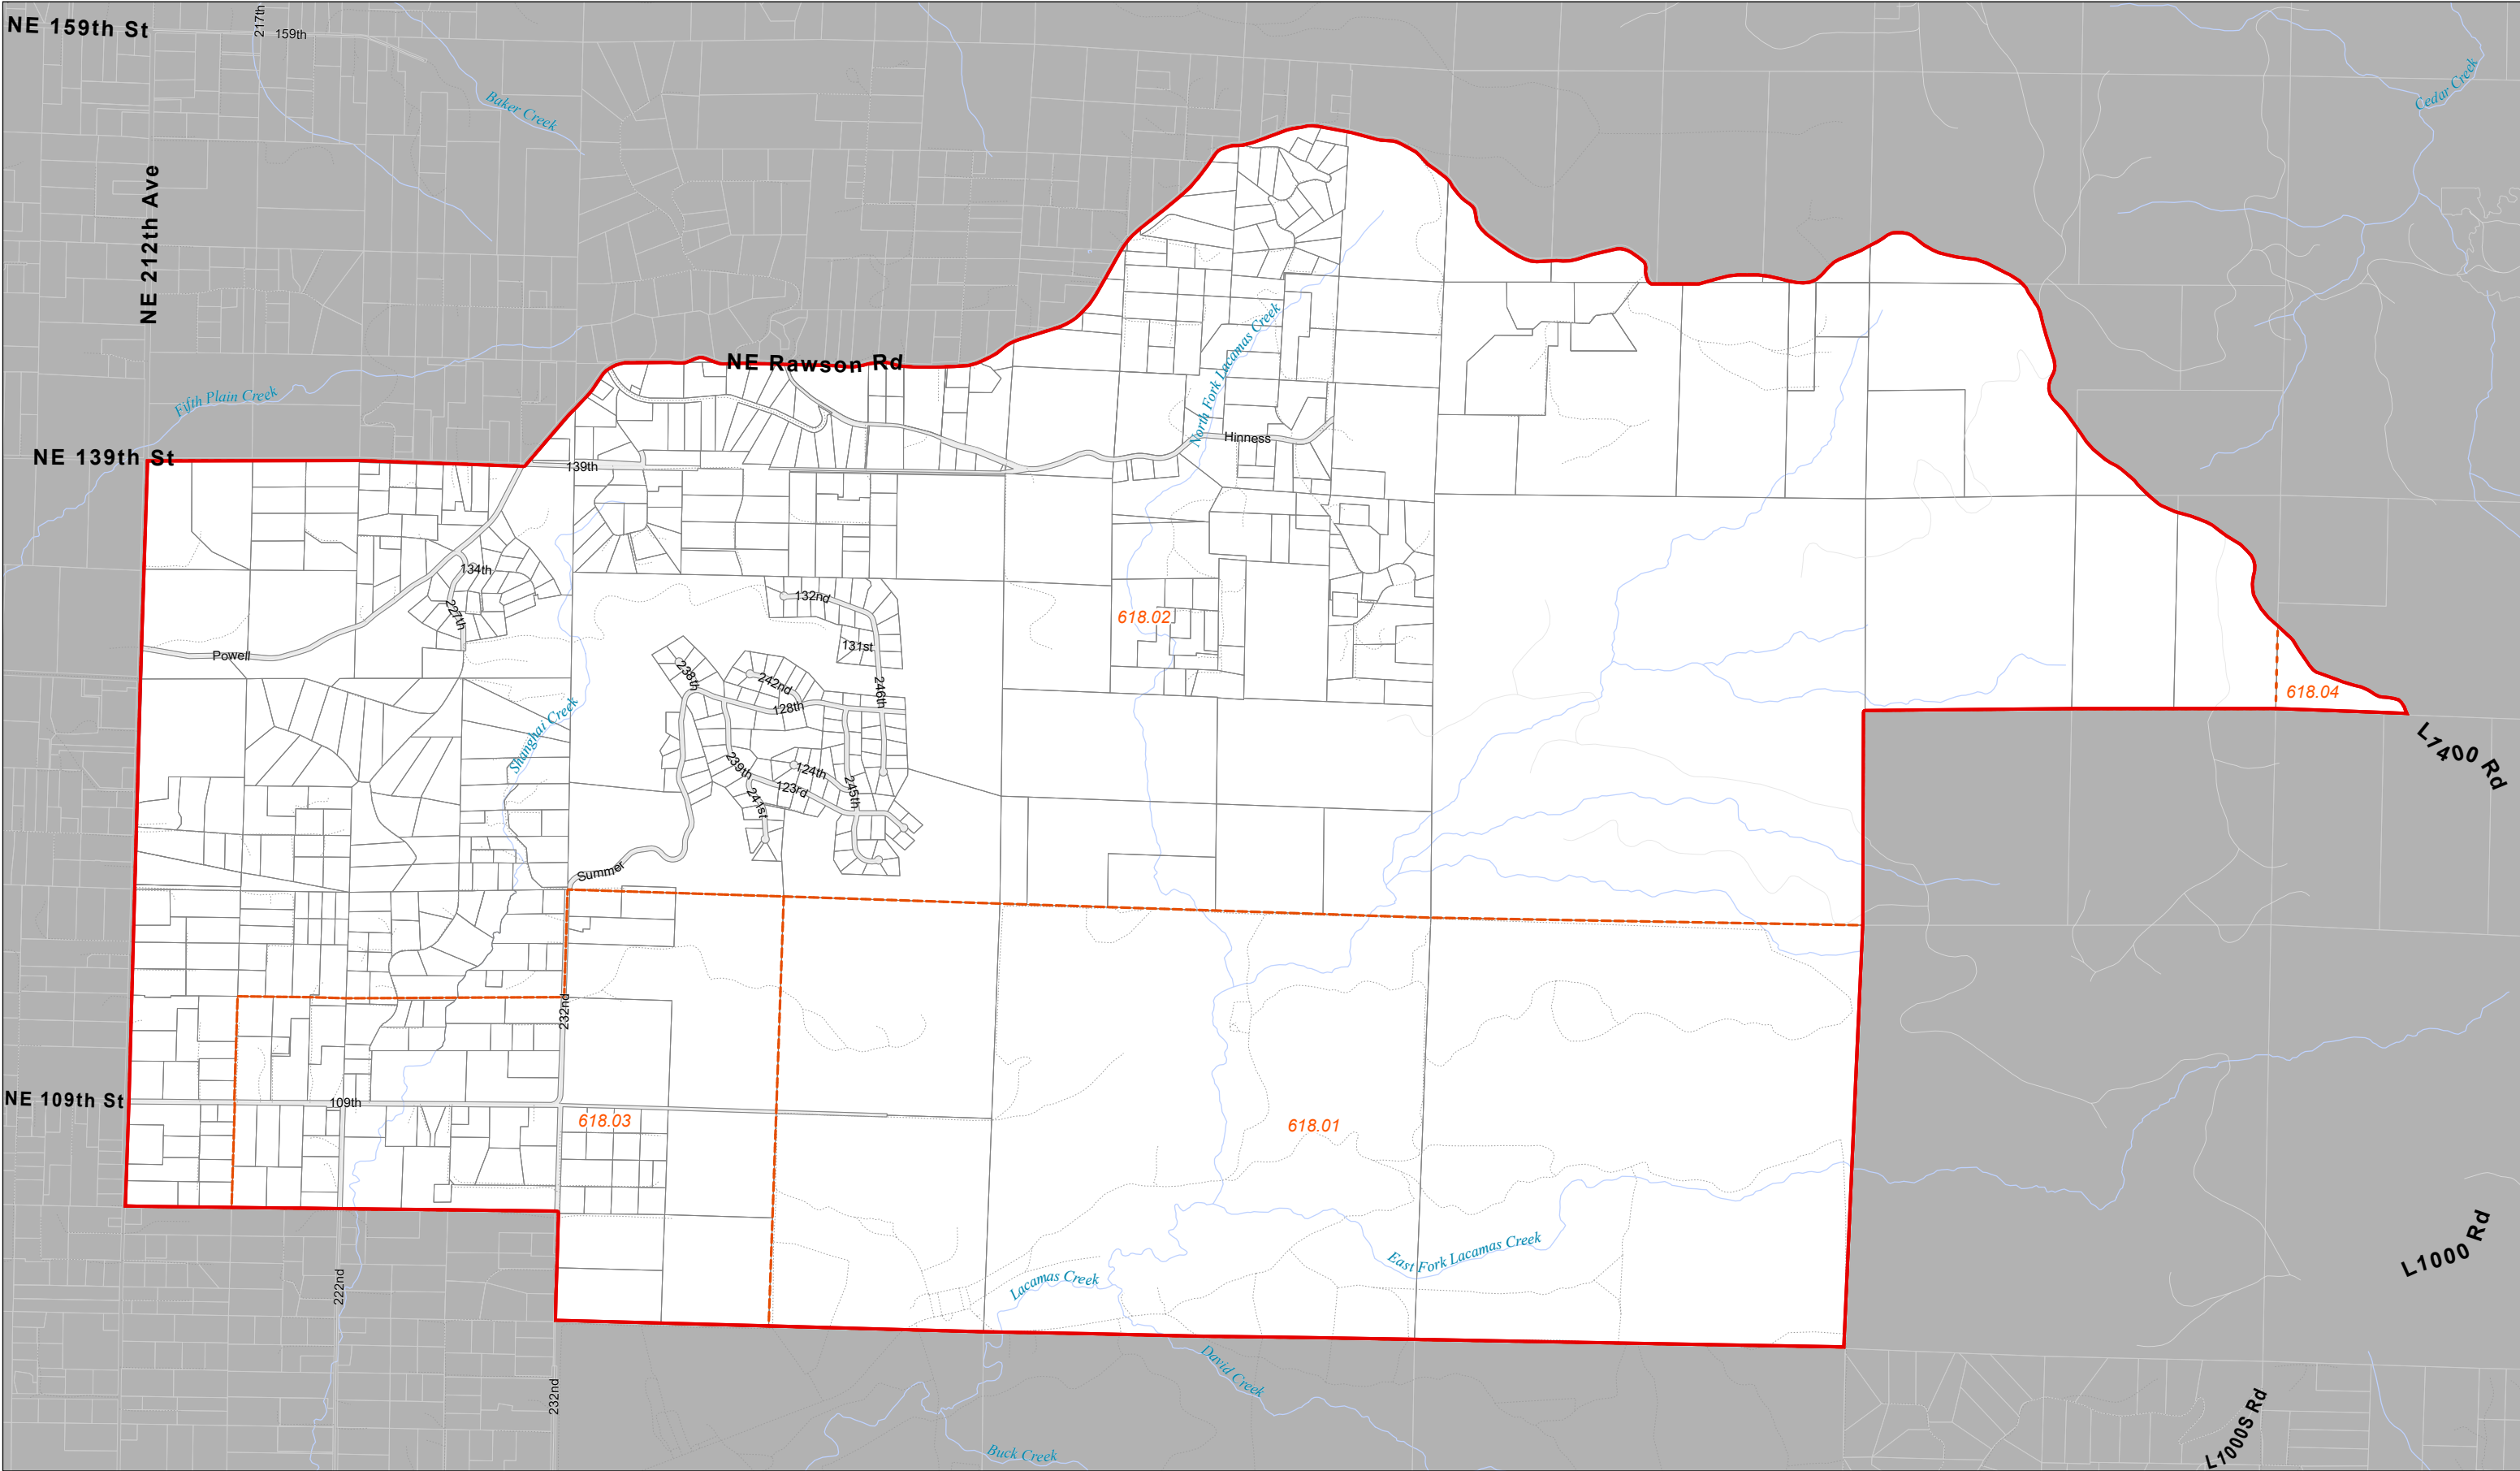 NE 159th St
217th
159th
Cedar Creek
Baker Creek
NE 212th Ave
North Fork Lacamas Creek
NE Rawson Rd
Fifth Plain Creek
Hinness
NE 139th St
139th
134th
132nd
227th
618.02
131st
Powell
238th
242nd
246th
618.04
128th
Shanghai Creek
L7400 Rd
239th
124th
123rd
245th
241st
Summer
232nd
NE 109th St
109th
618.03
618.01
East Fork Lacamas Creek
L1000 Rd
Lacamas Creek
222nd
David Creek
232nd
L1000S Rd
Buck Creek